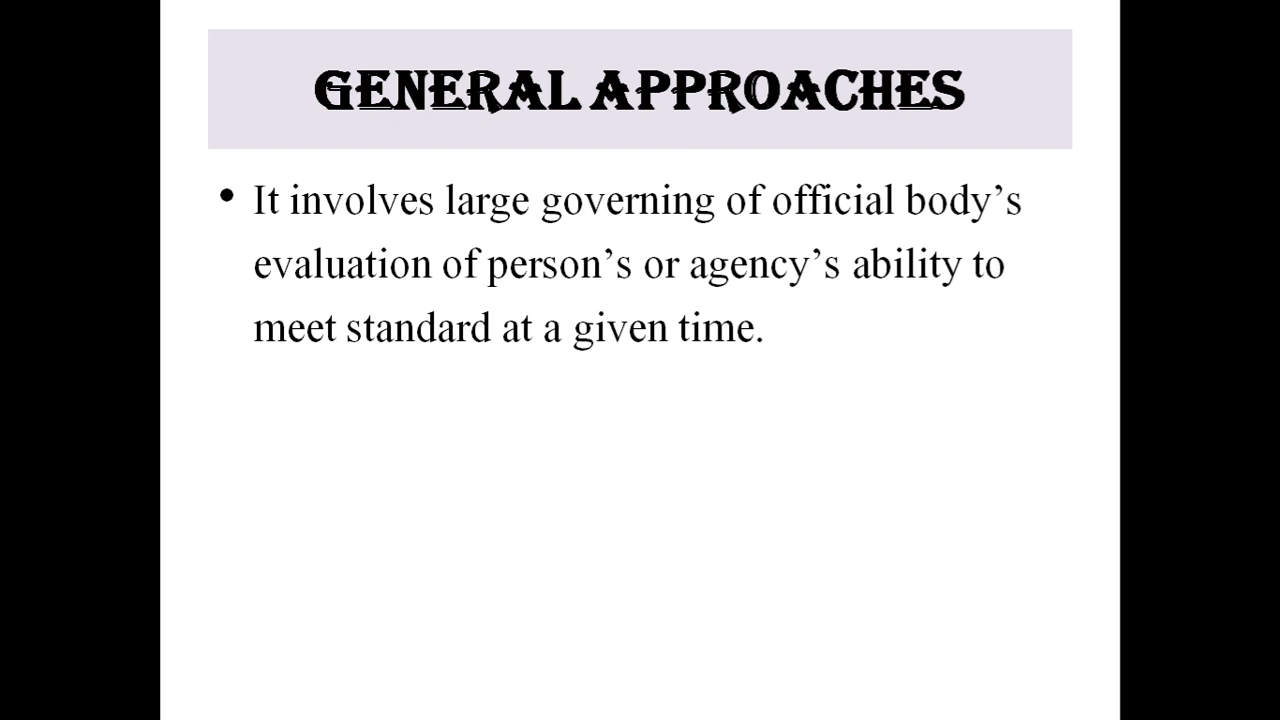 GENERAL APPROACHES
• It involves large governing of official body’s
evaluation of person’s or agency’s ability to
meet standard at a given time.